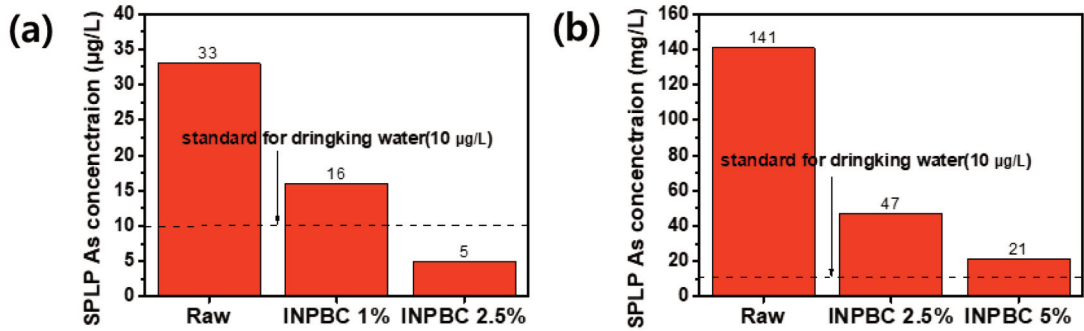 (a)
SPLP As concenctraion (µg/L)
40
35
30
25
20
15
10
5
0
33
standard for dringking water(10 µg/L)
16
5
Raw
INPBC 1%
INPBC 2.5%
(b)
SPLP As concenctraion (mg/L)
160
140
120
100
80
60
40
20
0
141
standard for dringking water(10 µg/L)
47
21
Raw
INPBC 2.5%
INPBC 5%